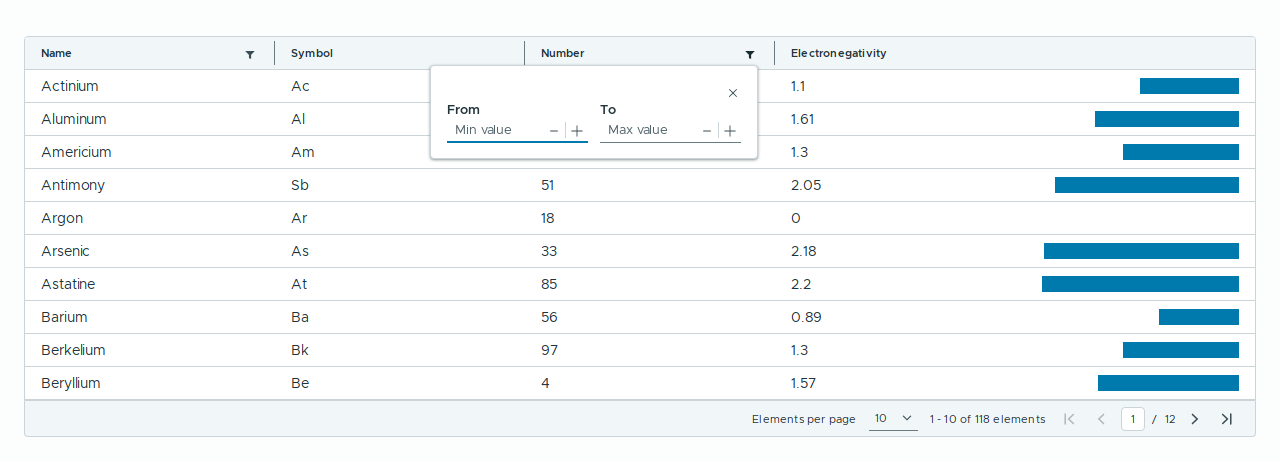 Name Symbol Number Electronegativity
Actinium Ac 1.1
From To
Aluminum Al Min value Max value 1.61
Americium Am 1.3
Antimony Sb 51 2.05
Argon Ar 18 0
Arsenic As 33 2.18
Astatine At 85 2.2
Barium Ba 56 0.89
Berkelium Bk 97 1.3
Beryllium Be 4 1.57
Elements per page 10 1 - 10 of 118 elements 1 / 12